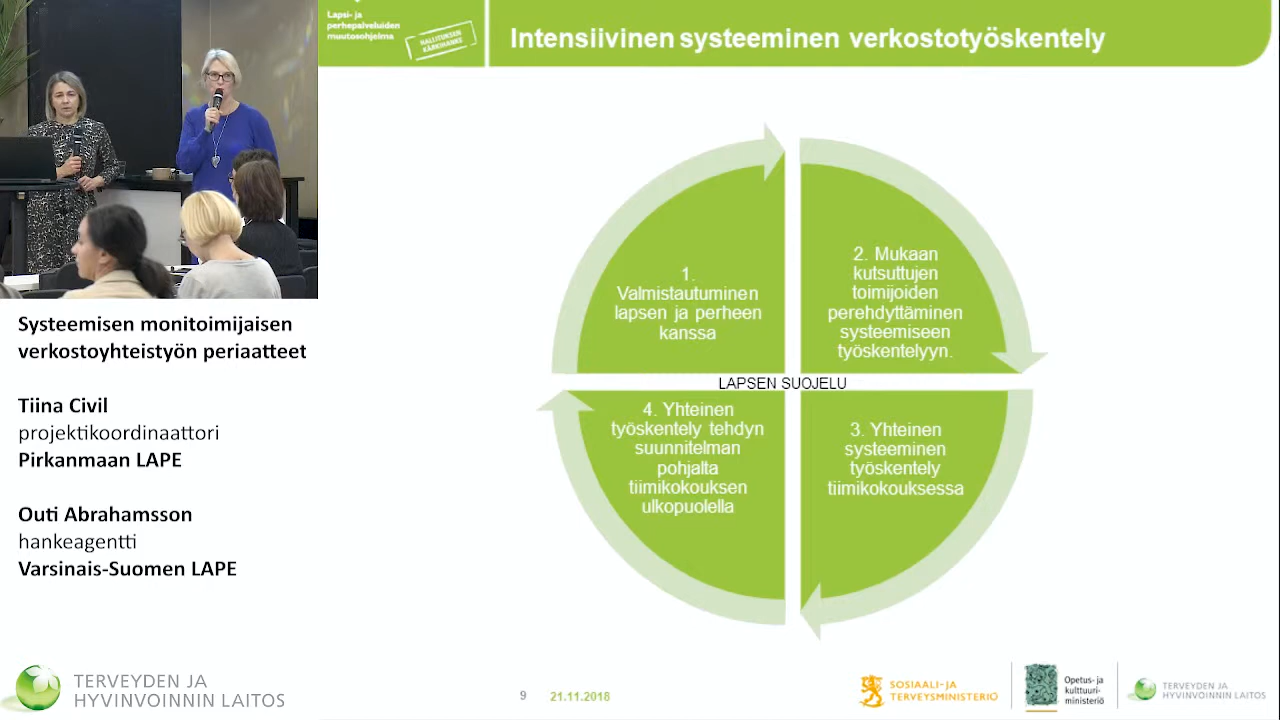 Lapsi- ja
perhepalveluiden
muutosohjelma
HALLITUKSEN
KÄRKIHANKE
Intensiivinen systeeminen verkostotyöskentely
1.
Valmistautuminen
lapsen ja perheen
kanssa
2. Mukaan
kutsuttujen
toimijoiden
perehdyttäminen
systeemiseen
työskentelyyn.
LAPSEN SUOJELU
4. Yhteinen
työskentely tehdyn
suunnitelman
pohjalta
tiimikokouksen
ulkopuolella
3. Yhteinen
systeeminen
työskentely
tiimikokouksessa
Systeemisen monitoimijaisen
verkostoyhteistyön periaatteet
Tiina Civil
projektikoordinaattori
Pirkanmaan LAPE
Outi Abrahamsson
hankeagentti
Varsinais-Suomen LAPE
TERVEYDEN JA
HYVINVOINNIN LAITOS
9 21.11.2018
SOSIAALI- JA
TERVEYSMINISTERIÖ
Opetus- ja
kulttuuri-
ministeriö
TERVEYDEN JA
HYVINVOINNIN LAITOS